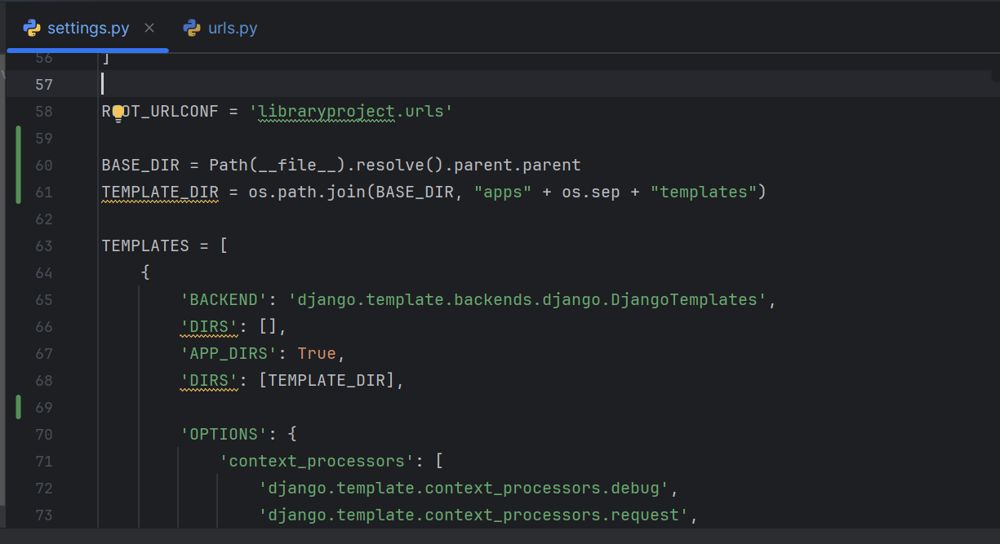 settings.py urls.py
56 ]
57
58 ROOT_URLCONF = 'libraryproject.urls'
59
60 BASE_DIR = Path(__file__).resolve().parent.parent
61 TEMPLATE_DIR = os.path.join(BASE_DIR, "apps" + os.sep + "templates")
62
63 TEMPLATES = [
64 {
65 'BACKEND': 'django.template.backends.django.DjangoTemplates',
66 'DIRS': [],
67 'APP_DIRS': True,
68 'DIRS': [TEMPLATE_DIR],
69
70 'OPTIONS': {
71 'context_processors': [
72 'django.template.context_processors.debug',
73 'django.template.context_processors.request',